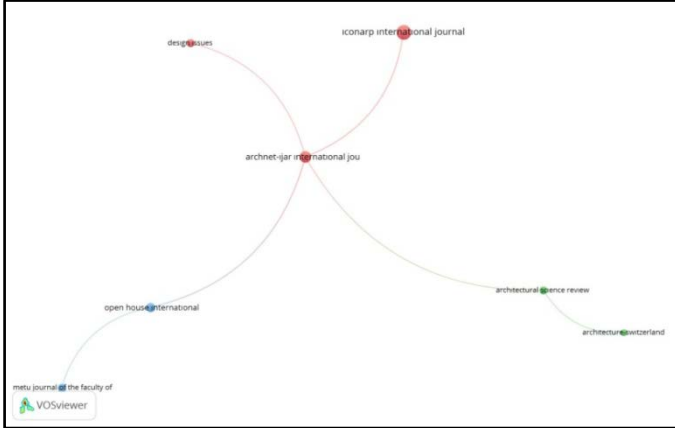 iconarp international journal
design issues
archnet-ijar international jou
architectural science review
open house international
architecture-switzerland
metu journal of the faculty of
VOSviewer